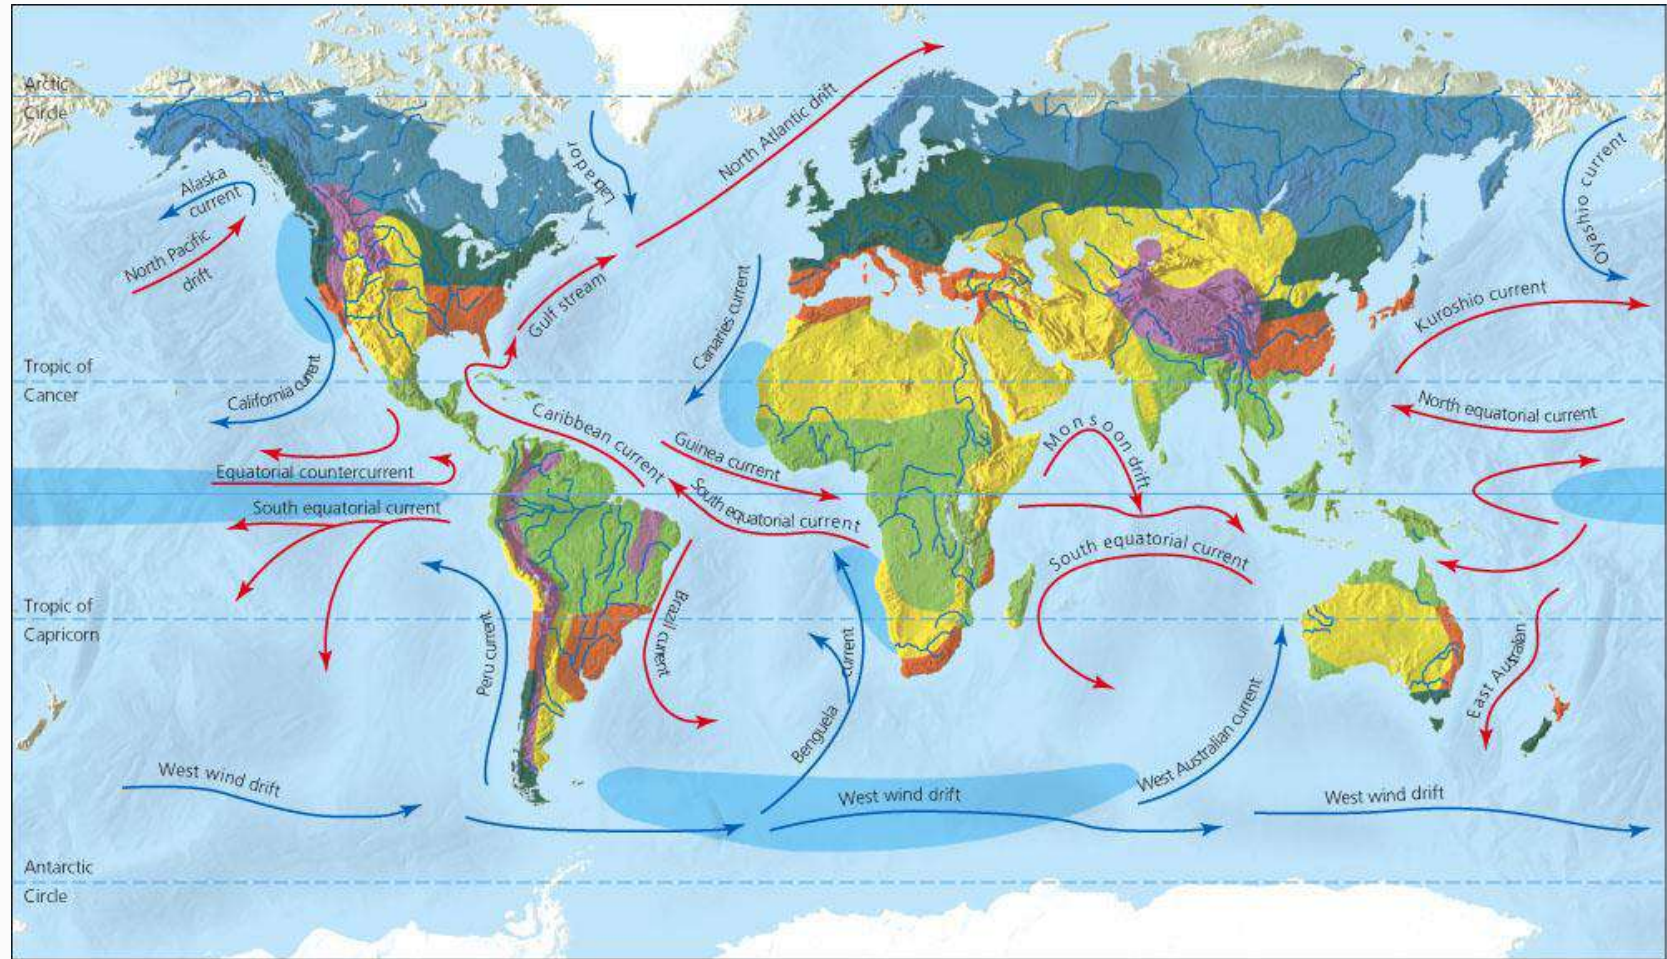 Arctic
Circle
Alaska
current
North Pacific
drift
Labrador
North Atlantic drift
Oyashio current
Gulf stream
Canaries current
Kuroshio current
Tropic of
Cancer
California current
Caribbean current
Guinea current
Monsoon drift
North equatorial current
Equatorial countercurrent
South equatorial current
South equatorial current
South equatorial current
Tropic of
Capricorn
Peru current
Brazil current
Benguela
current
West Australian current
East Australian
West wind drift
West wind drift
West wind drift
Antarctic
Circle